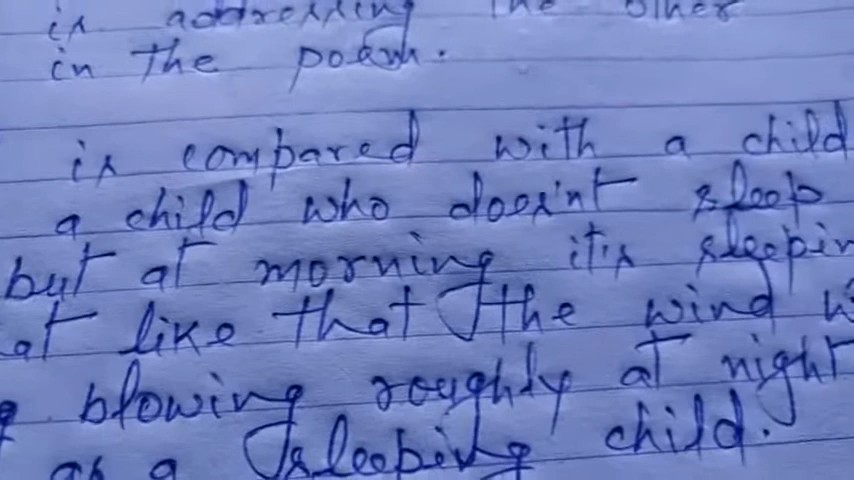 is addressing the other
in the poem.
is compared with a child
a child who doesn't sleep
but at morning it's sleepin
at like that the wind w
blowing roughly at night
as a sleeping child.